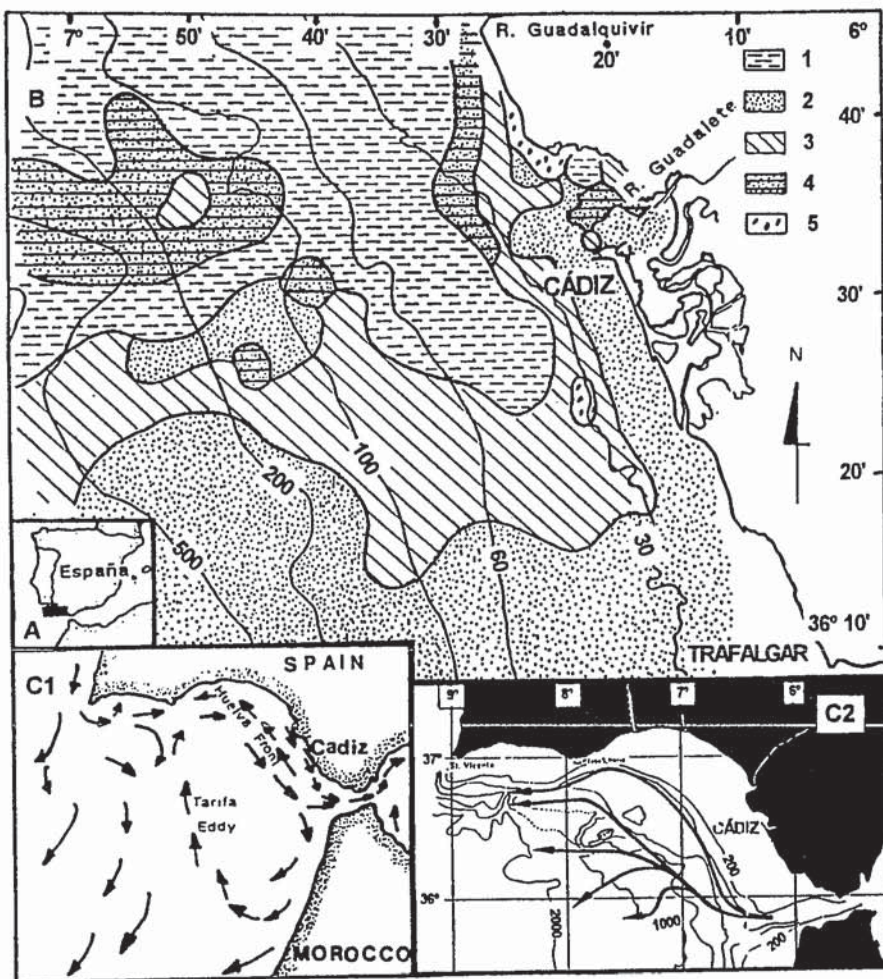 7° 50' 40' 30' R. Guadalquivir 20' 10' 6°
B
1
2
3
4
5
R. Guadalete
40'
CADIZ
30'
N
20'
200
100
500
60
30
España
A
36° 10'
TRAFALGAR
C1
SPAIN
Huelva Front
Cadiz
Tarifa
Eddy
MOROCCO
9° 8° 7° 6°
C2
37°
St. Vicente
CÁDIZ
200
36°
2000
1000
200